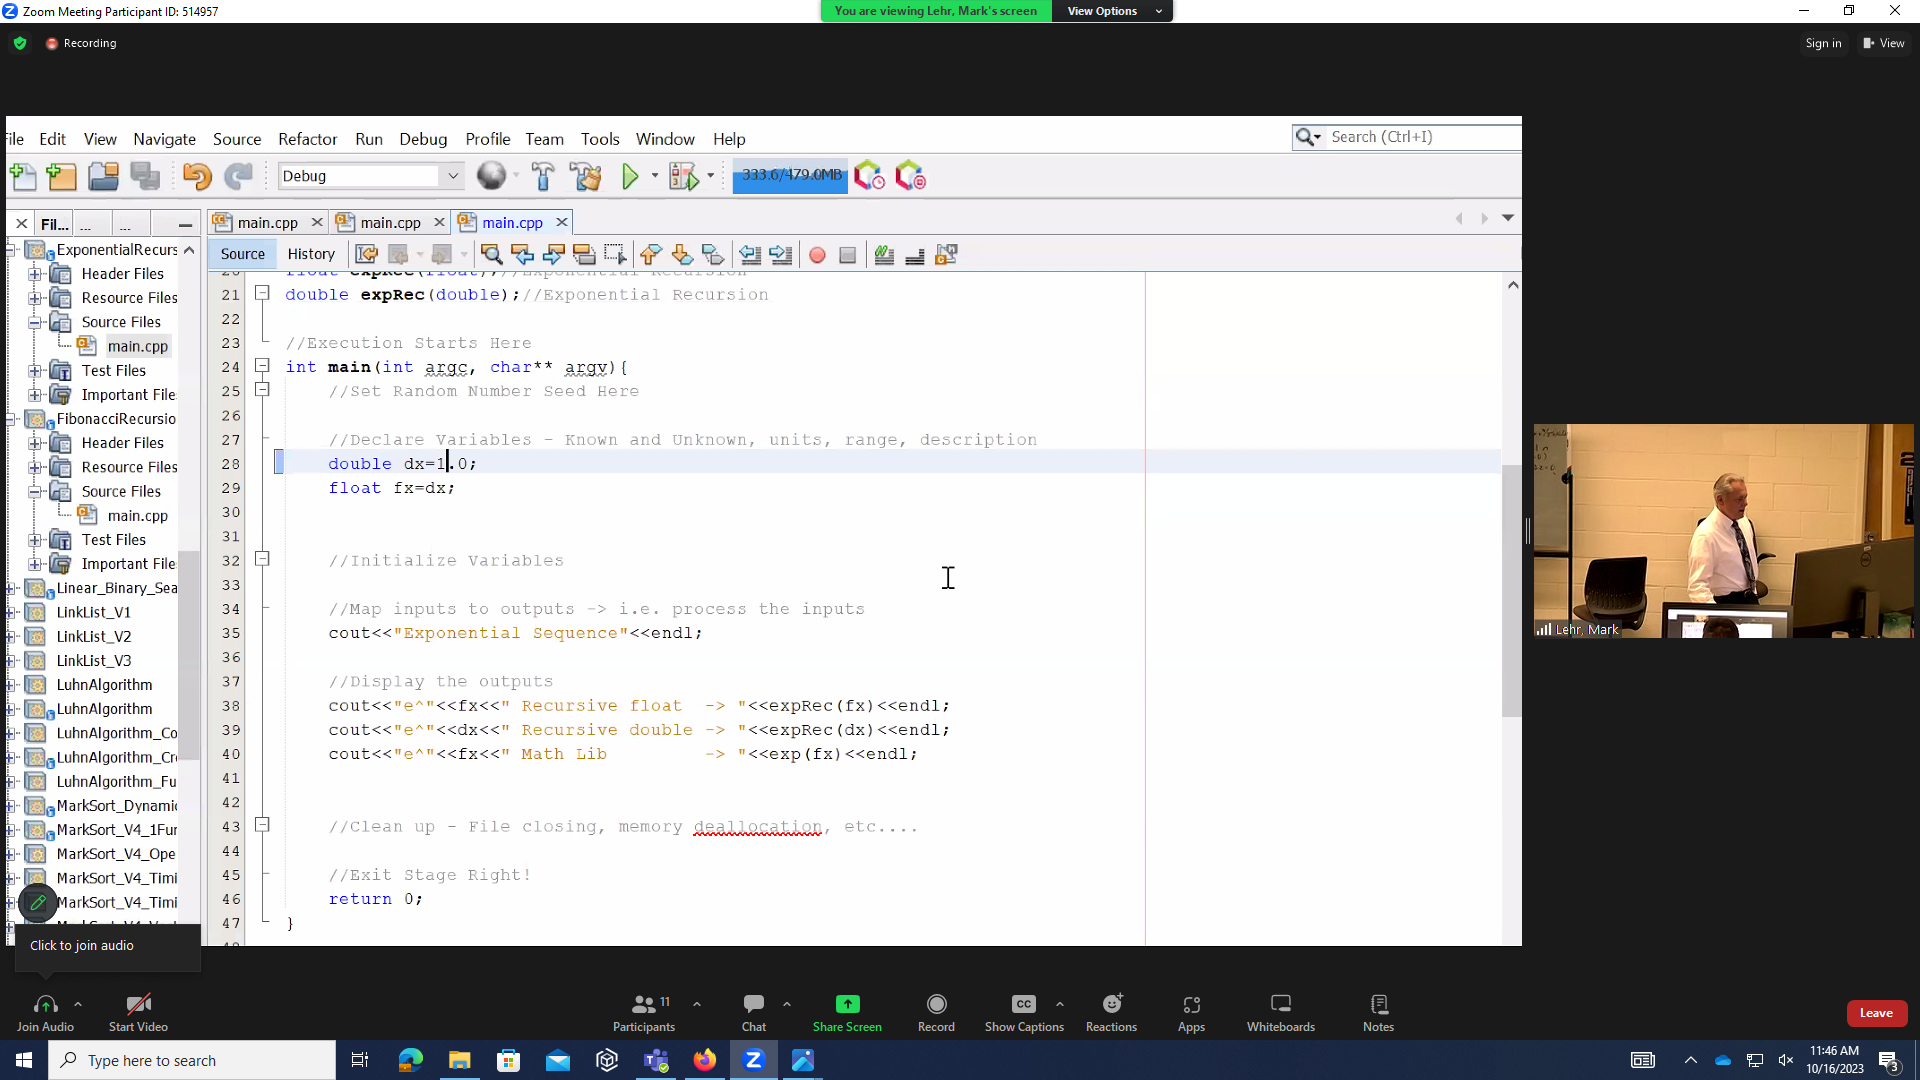 Zoom Meeting Participant ID: 514957
You are viewing Lehr, Mark's screen
View Options
Recording
Sign in
View
ile Edit View Navigate Source Refactor Run Debug Profile Team Tools Window Help
Search (Ctrl+I)
Debug
333.6/479.0MB
Fil... ... ...
main.cpp
main.cpp
main.cpp
Source History
ExponentialRecurs
Header Files
Resource Files
Source Files
main.cpp
Test Files
Important File
FibonacciRecursio
Header Files
Resource Files
Source Files
main.cpp
Test Files
Important File
Linear_Binary_Sea
LinkList_V1
LinkList_V2
LinkList_V3
LuhnAlgorithm
LuhnAlgorithm
LuhnAlgorithm_Co
LuhnAlgorithm_Cr
LuhnAlgorithm_Fu
MarkSort_Dynamic
MarkSort_V4_1Fur
MarkSort_V4_Ope
MarkSort_V4_Timi
MarkSort_V4_Timi
20 float expRec(float);//Exponential Recursion
21 double expRec(double);//Exponential Recursion
22
23 //Execution Starts Here
24 int main(int argc, char** argv){
25 //Set Random Number Seed Here
26
27 //Declare Variables - Known and Unknown, units, range, description
28 double dx=1.0;
29 float fx=dx;
30
31
32 //Initialize Variables
33
34 //Map inputs to outputs -> i.e. process the inputs
35 cout<<"Exponential Sequence"<<endl;
36
37 //Display the outputs
38 cout<<"e^"<<fx<<" Recursive float  -> "<<expRec(fx)<<endl;
39 cout<<"e^"<<dx<<" Recursive double -> "<<expRec(dx)<<endl;
40 cout<<"e^"<<fx<<" Math Lib         -> "<<exp(fx)<<endl;
41
42
43 //Clean up - File closing, memory deallocation, etc....
44
45 //Exit Stage Right!
46 return 0;
47 }
Lehr, Mark
Click to join audio
Join Audio
Start Video
11
Participants
Chat
Share Screen
Record
CC
Show Captions
Reactions
Apps
Whiteboards
Notes
Leave
Type here to search
11:46 AM
10/16/2023
3